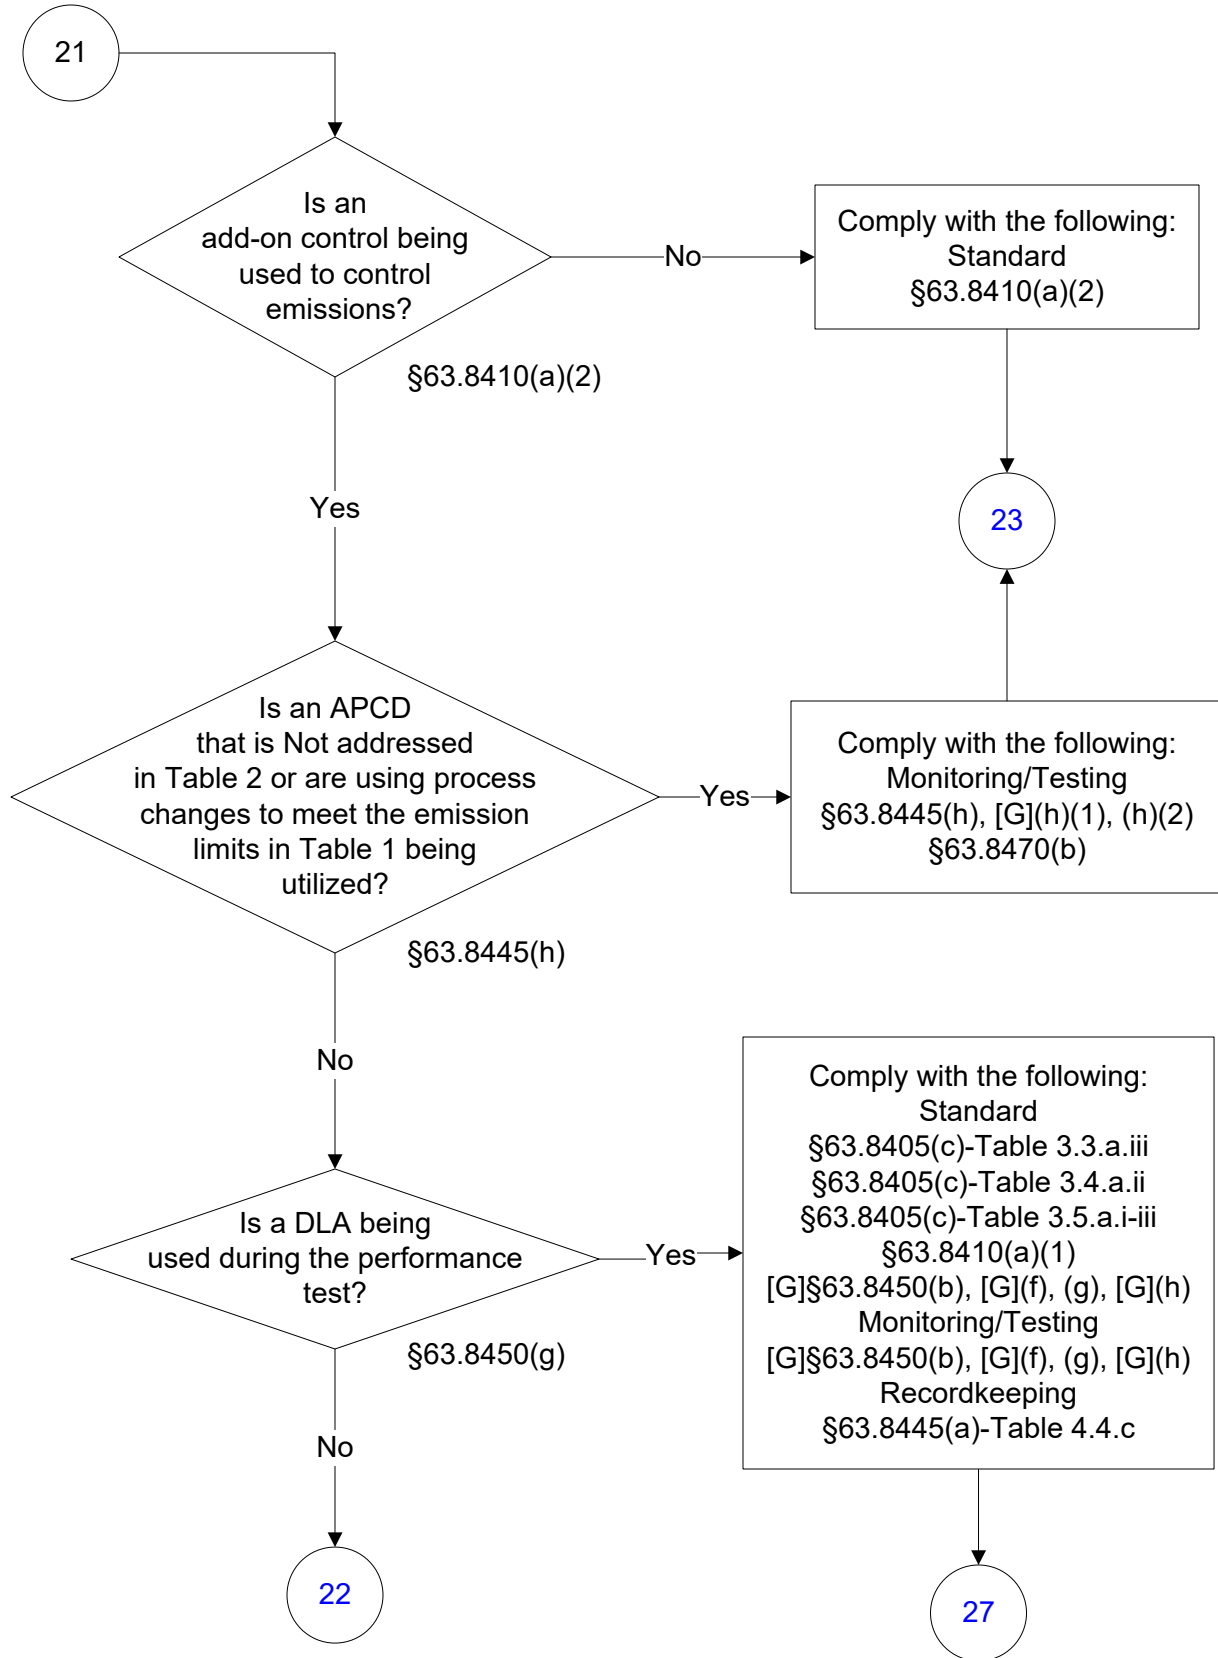 21
Is an
add-on control being
used to control
emissions?
§63.8410(a)(2)
No
Comply with the following:
Standard
§63.8410(a)(2)
Yes
23
Is an APCD
that is Not addressed
in Table 2 or are using process
changes to meet the emission
limits in Table 1 being
utilized?
§63.8445(h)
Yes
Comply with the following:
Monitoring/Testing
§63.8445(h), [G](h)(1), (h)(2)
§63.8470(b)
No
Is a DLA being
used during the performance
test?
§63.8450(g)
Yes
Comply with the following:
Standard
§63.8405(c)-Table 3.3.a.iii
§63.8405(c)-Table 3.4.a.ii
§63.8405(c)-Table 3.5.a.i-iii
§63.8410(a)(1)
[G]§63.8450(b), [G](f), (g), [G](h)
Monitoring/Testing
[G]§63.8450(b), [G](f), (g), [G](h)
Recordkeeping
§63.8445(a)-Table 4.4.c
No
22
27